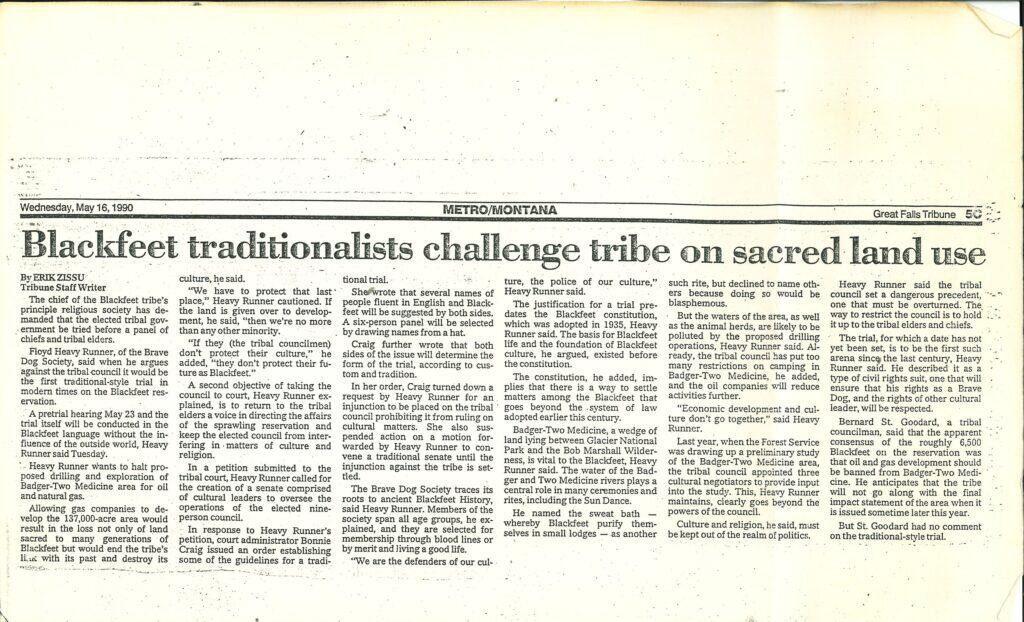 Wednesday, May 16, 1990
METRO/MONTANA
Great Falls Tribune 5C
Blackfeet traditionalists challenge tribe on sacred land use
By ERIK ZISSU
Tribune Staff Writer
The chief of the Blackfeet tribe's
principle religious society has de-
manded that the elected tribal gov-
ernment be tried before a panel of
chiefs and tribal elders.
Floyd Heavy Runner, of the Brave
Dog Society, said when he argues
against the tribal council it would be
the first traditional-style trial in
modern times on the Blackfeet res-
ervation.
A pretrial hearing May 23 and the
trial itself will be conducted in the
Blackfeet language without the in-
fluence of the outside world, Heavy
Runner said Tuesday.
Heavy Runner wants to halt pro-
posed drilling and exploration of
Badger-Two Medicine area for oil
and natural gas.
Allowing gas companies to de-
velop the 137,000-acre area would
result in the loss not only of land
sacred to many generations of
Blackfeet but would end the tribe's
link with its past and destroy its
culture, he said.
"We have to protect that last
place," Heavy Runner cautioned. If
the land is given over to develop-
ment, he said, "then we're no more
than any other minority.
"If they (the tribal councilmen)
don't protect their culture," he
added, "they don't protect their fu-
ture as Blackfeet."
A second objective of taking the
council to court, Heavy Runner ex-
plained, is to return to the tribal
elders a voice in directing the affairs
of the sprawling reservation and
keep the elected council from inter-
fering in matters of culture and
religion.
In a petition submitted to the
tribal court, Heavy Runner called for
the creation of a senate comprised
of cultural leaders to oversee the
operations of the elected nine-
person council.
In response to Heavy Runner's
petition, court administrator Bonnie
Craig issued an order establishing
some of the guidelines for a tradi-
tional trial.
She wrote that several names of
people fluent in English and Black-
feet will be suggested by both sides.
A six-person panel will be selected
by drawing names from a hat.
Craig further wrote that both
sides of the issue will determine the
form of the trial, according to cus-
tom and tradition.
In her order, Craig turned down a
request by Heavy Runner for an
injunction to be placed on the tribal
council prohibiting it from ruling on
cultural matters. She also sus-
pended action on a motion for-
warded by Heavy Runner to con-
vene a traditional senate until the
injunction against the tribe is set-
tled.
The Brave Dog Society traces its
roots to ancient Blackfeet History,
said Heavy Runner. Members of the
society span all age groups, he ex-
plained, and they are selected for
membership through blood lines or
by merit and living a good life.
"We are the defenders of our cul-
ture, the police of our culture,"
Heavy Runner said.
The justification for a trial pre-
dates the Blackfeet constitution,
which was adopted in 1935, Heavy
Runner said. The basis for Blackfeet
life and the foundation of Blackfeet
culture, he argued, existed before
the constitution.
The constitution, he added, im-
plies that there is a way to settle
matters among the Blackfeet that
goes beyond the system of law
adopted earlier this century.
Badger-Two Medicine, a wedge of
land lying between Glacier National
Park and the Bob Marshall Wilder-
ness, is vital to the Blackfeet, Heavy
Runner said. The water of the Bad-
ger and Two Medicine rivers plays a
central role in many ceremonies and
rites, including the Sun Dance.
He named the sweat bath —
whereby Blackfeet purify them-
selves in small lodges — as another
such rite, but declined to name oth-
ers because doing so would be
blasphemous.
But the waters of the area, as well
as the animal herds, are likely to be
polluted by the proposed drilling
operations, Heavy Runner said. Al-
ready, the tribal council has put too
many restrictions on camping in
Badger-Two Medicine, he added,
and the oil companies will reduce
activities further.
"Economic development and cul-
ture don't go together," said Heavy
Runner.
Last year, when the Forest Service
was drawing up a preliminary study
of the Badger-Two Medicine area,
the tribal council appointed three
cultural negotiators to provide input
into the study. This, Heavy Runner
maintains, clearly goes beyond the
powers of the council.
Culture and religion, he said, must
be kept out of the realm of politics.
Heavy Runner said the tribal
council set a dangerous precedent,
one that must be overturned. The
way to restrict the council is to hold
it up to the tribal elders and chiefs.
The trial, for which a date has not
yet been set, is to be the first such
arena since the last century, Heavy
Runner said. He described it as a
type of civil rights suit, one that will
ensure that his rights as a Brave
Dog, and the rights of other cultural
leader, will be respected.
Bernard St. Goddard, a tribal
councilman, said that the apparent
consensus of the roughly 6,500
Blackfeet on the reservation was
that oil and gas development should
be banned from Badger-Two Medi-
cine. He anticipates that the tribe
will not go along with the final
impact statement of the area when it
is issued sometime later this year.
But St. Goddard had no comment
on the traditional-style trial.